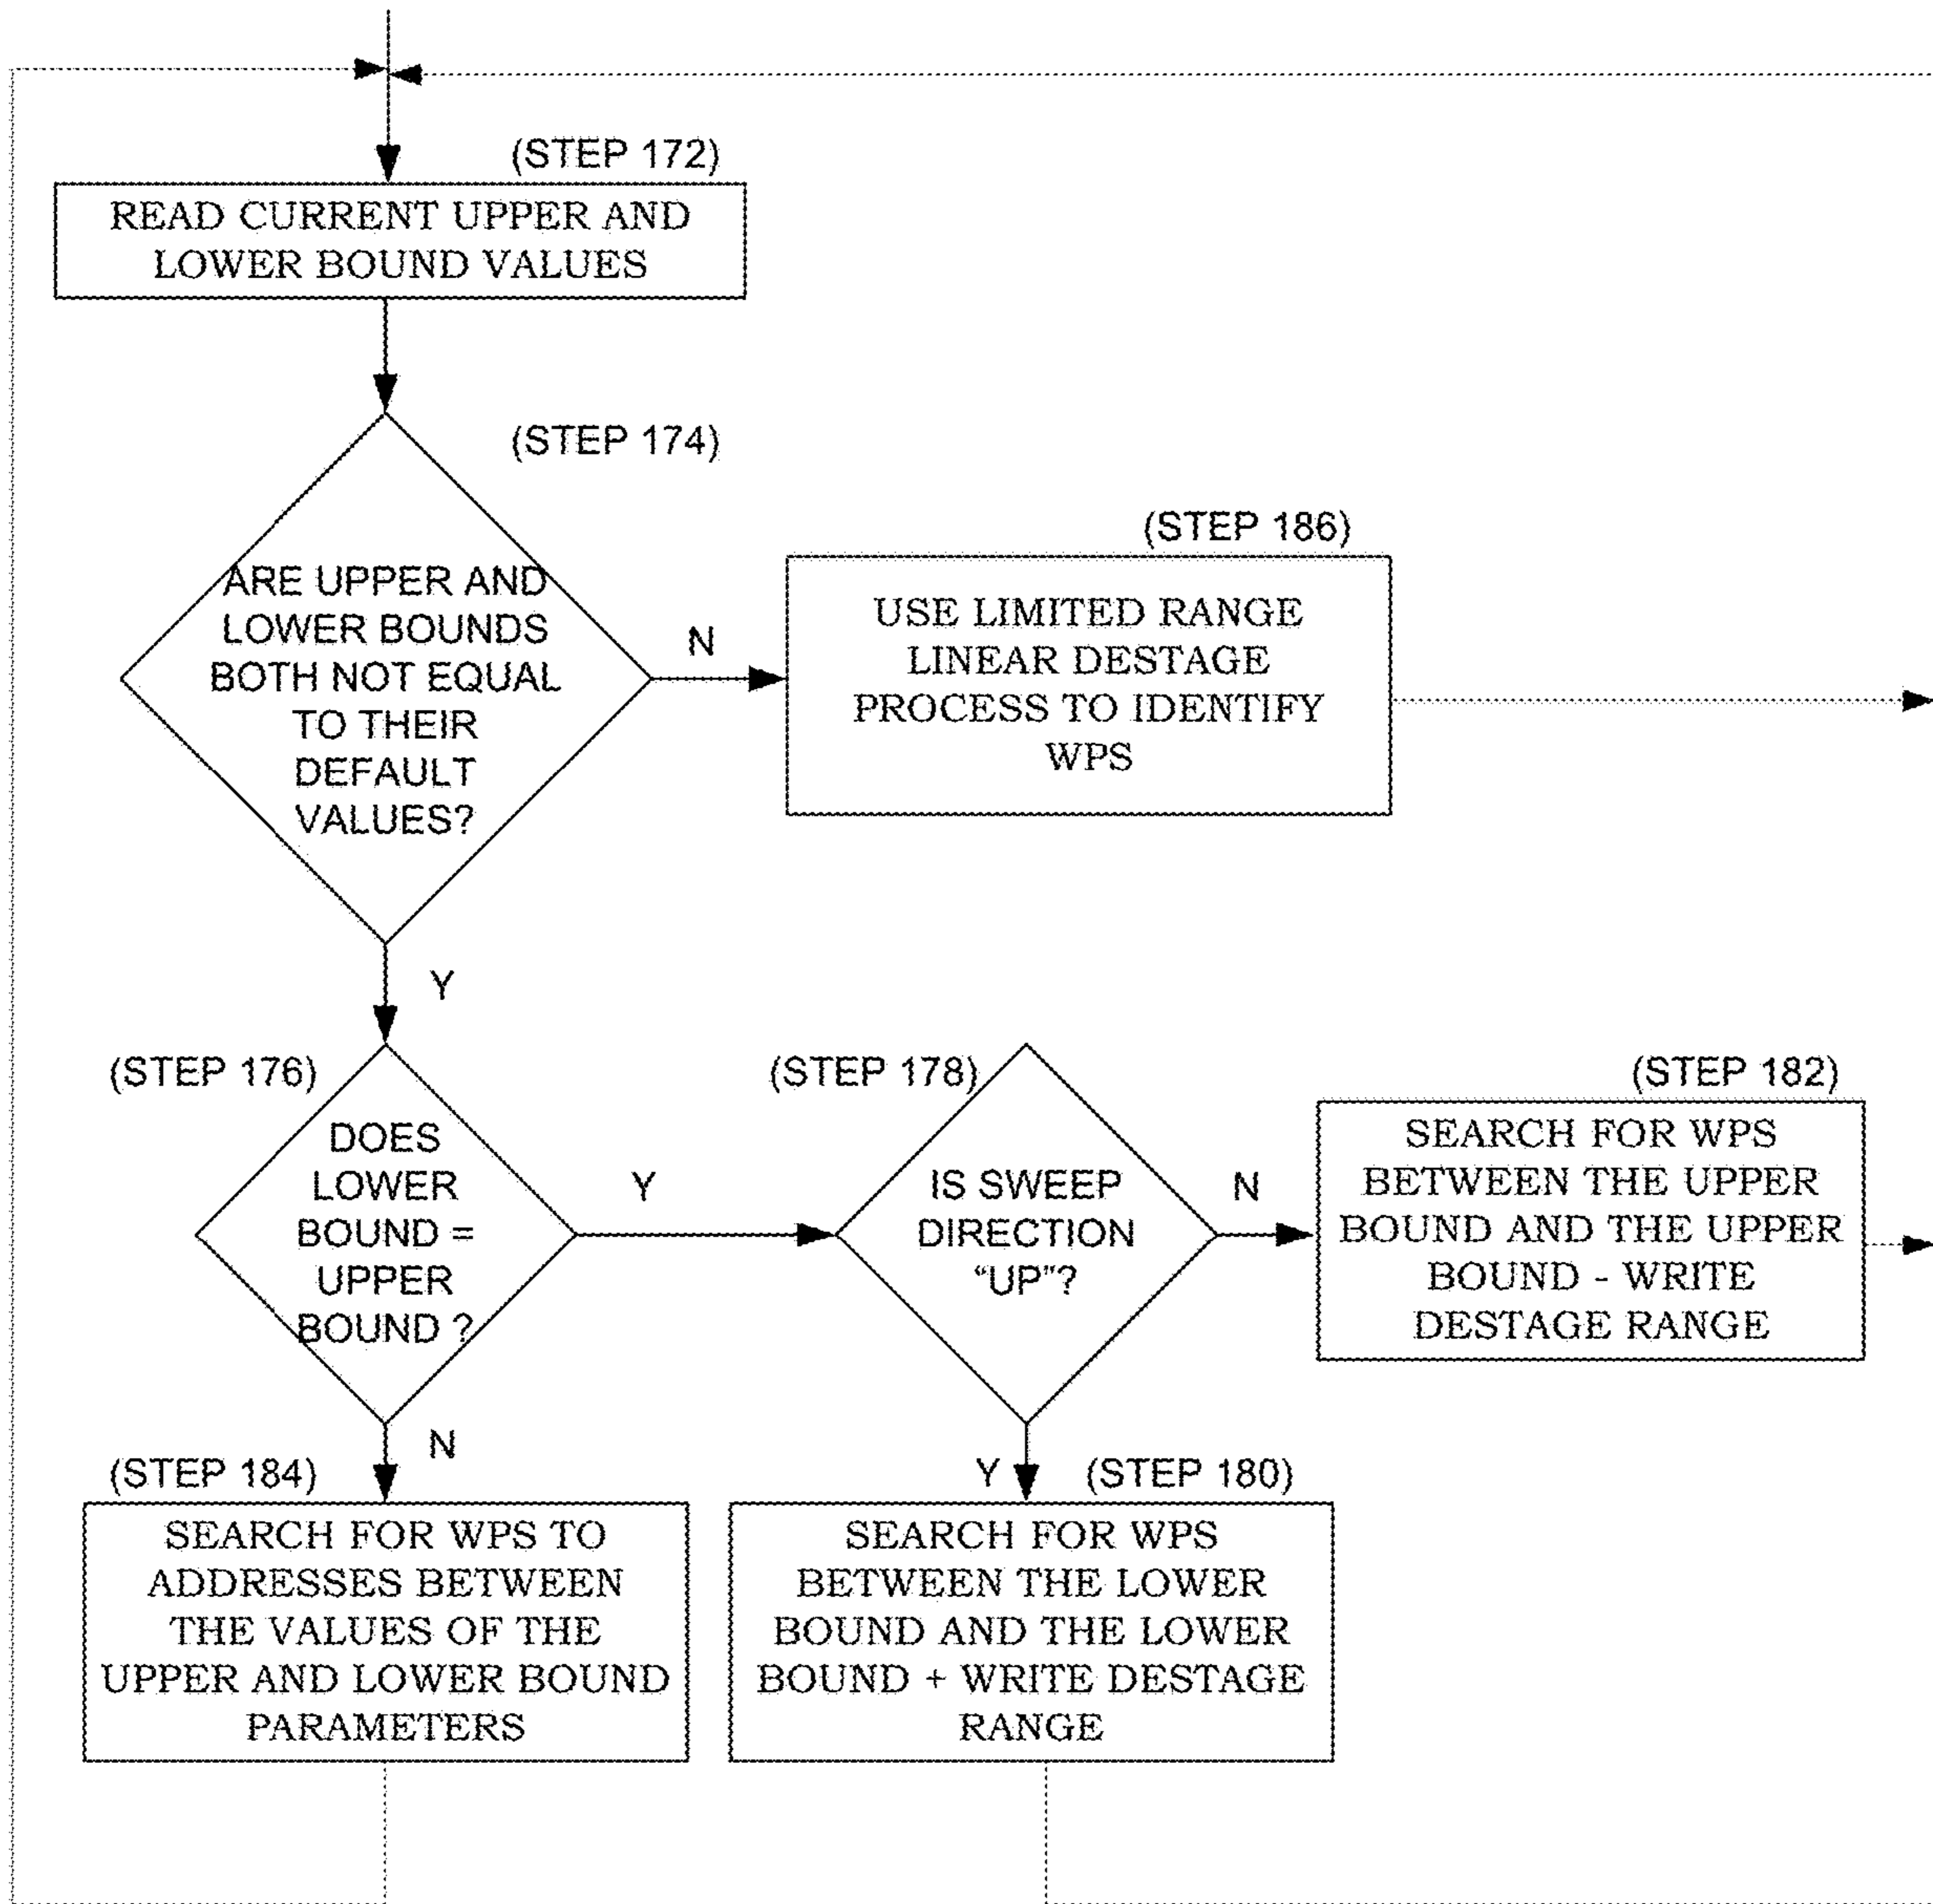 (STEP 172)
READ CURRENT UPPER AND
LOWER BOUND VALUES
(STEP 174)
ARE UPPER AND
LOWER BOUNDS
BOTH NOT EQUAL
TO THEIR
DEFAULT
VALUES?
N
(STEP 186)
USE LIMITED RANGE
LINEAR DESTAGE
PROCESS TO IDENTIFY
WPS
Y
(STEP 176)
DOES
LOWER
BOUND =
UPPER
BOUND ?
Y
(STEP 178)
IS SWEEP
DIRECTION
“UP”?
N
(STEP 182)
SEARCH FOR WPS
BETWEEN THE UPPER
BOUND AND THE UPPER
BOUND - WRITE
DESTAGE RANGE
N
(STEP 184)
SEARCH FOR WPS TO
ADDRESSES BETWEEN
THE VALUES OF THE
UPPER AND LOWER BOUND
PARAMETERS
Y
(STEP 180)
SEARCH FOR WPS
BETWEEN THE LOWER
BOUND AND THE LOWER
BOUND + WRITE DESTAGE
RANGE